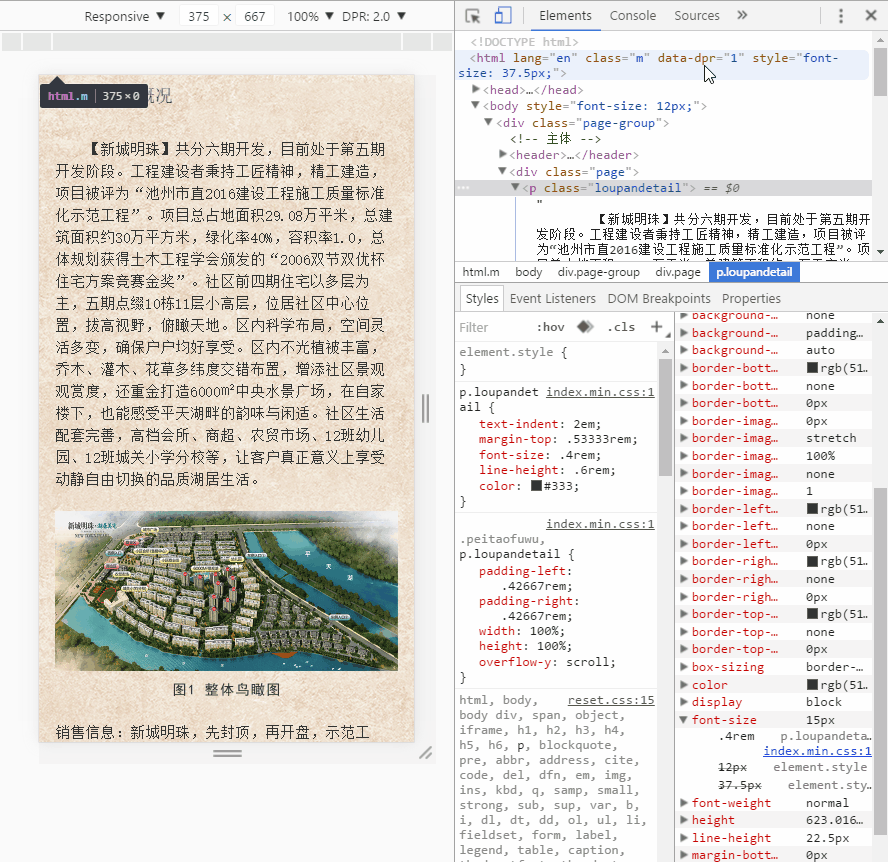 Responsive ▼ 375 × 667 100% ▼ DPR: 2.0 ▼
html.m | 375×0
概况
【新城明珠】共分六期开发，目前处于第五期
开发阶段。工程建设者秉持工匠精神，精工建造，
项目被评为“池州市直2016建设工程施工质量标准
化示范工程”。项目总占地面积29.08万平米，总建
筑面积约30万平方米，绿化率40%，容积率1.0，总
体规划获得土木工程学会颁发的“2006双节双优杯
住宅方案竞赛金奖”。社区前四期住宅以多层为
主，五期点缀10栋11层小高层，位居社区中心位
置，拔高视野，俯瞰天地。区内科学布局，空间灵
活多变，确保户户均好享受。区内不光植被丰富，
乔木、灌木、花草多纬度交错布置，增添社区景观
观赏度，还重金打造6000㎡中央水景广场，在自家
楼下，也能感受平天湖畔的韵味与闲适。社区生活
配套完善，高档会所、商超、农贸市场、12班幼儿
园、12班城关小学分校等，让客户真正意义上享受
动静自由切换的品质湖居生活。
新城明珠
平
天
湖
图1 整体鸟瞰图
销售信息：新城明珠，先封顶，再开盘，示范工
Elements Console Sources »
<!DOCTYPE html>
<html lang="en" class="m" data-dpr="1" style="font-
size: 37.5px;">
▶<head>…</head>
▼<body style="font-size: 12px;">
▼<div class="page-group">
<!-- 主体 -->
▶<header>…</header>
▼<div class="page">
… ▼<p class="loupandetail"> == $0
"
【新城明珠】共分六期开发，目前处于第五期
开发阶段。工程建设者秉持工匠精神，精工建造，项目被评
为“池州市直2016建设工程施工质量标准化示范工程”。项
html.m body div.page-group div.page p.loupandetail
Styles Event Listeners DOM Breakpoints Properties
Filter :hov .cls +
element.style {
}
p.loupandet index.min.css:1
ail {
text-indent: 2em;
margin-top: .53333rem;
font-size: .4rem;
line-height: .6rem;
color: #333;
}
index.min.css:1
.peitaofuwu,
p.loupandetail {
padding-left:
.42667rem;
padding-right:
.42667rem;
width: 100%;
height: 100%;
overflow-y: scroll;
}
html, body, reset.css:15
body div, span, object,
iframe, h1, h2, h3, h4,
h5, h6, p, blockquote,
pre, abbr, address, cite,
code, del, dfn, em, img,
ins, kbd, q, samp, small,
strong, sub, sup, var, b,
i, dl, dt, dd, ol, ul, li,
fieldset, form, label,
legend, table, caption,
▶background-… none
▶background-… padding…
▶background-… auto
▶border-bott… rgb(51…
▶border-bott… none
▶border-bott… 0px
▶border-imag… 0px
▶border-imag… stretch
▶border-imag… 100%
▶border-imag… none
▶border-imag… 1
▶border-left… rgb(51…
▶border-left… none
▶border-left… 0px
▶border-righ… rgb(51…
▶border-righ… none
▶border-righ… 0px
▶border-top-… rgb(51…
▶border-top-… none
▶border-top-… 0px
▶box-sizing border-…
▶color rgb(51…
▶display block
▼font-size 15px
.4rem p.loupandeta…
index.min.css:1
12px element.style
37.5px element.sty…
▶font-weight normal
▶height 623.016…
▶line-height 22.5px
▶margin-bott… 0px